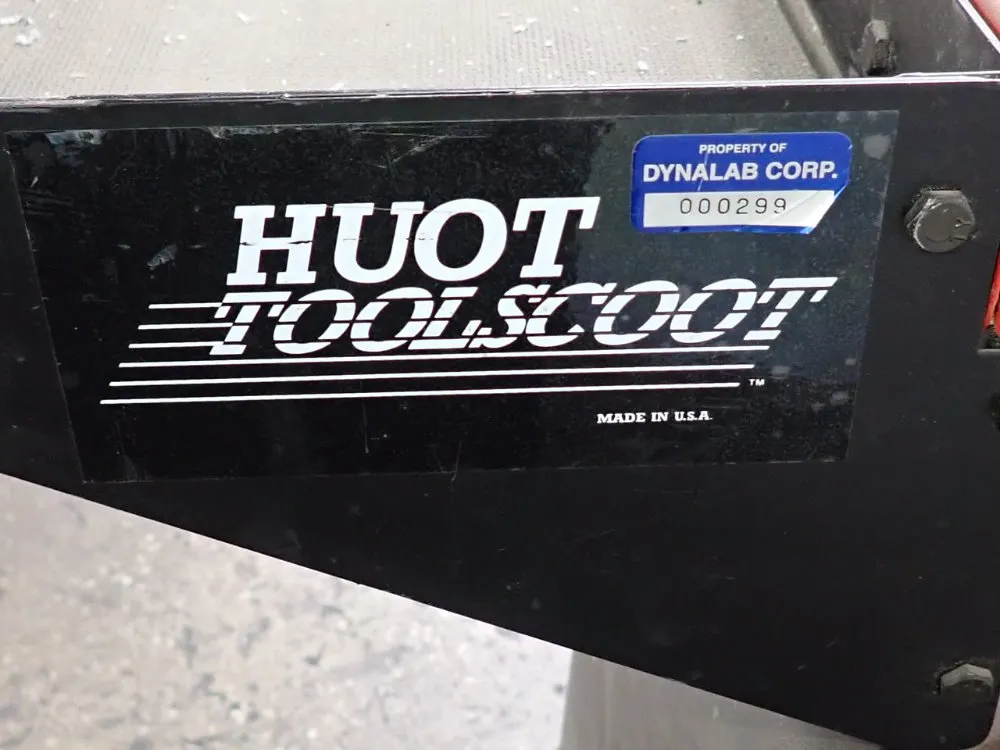 PROPERTY OF
DYNALAB CORP.
000299
HUOT
TOOLSCOOT
TM
MADE IN U.S.A.